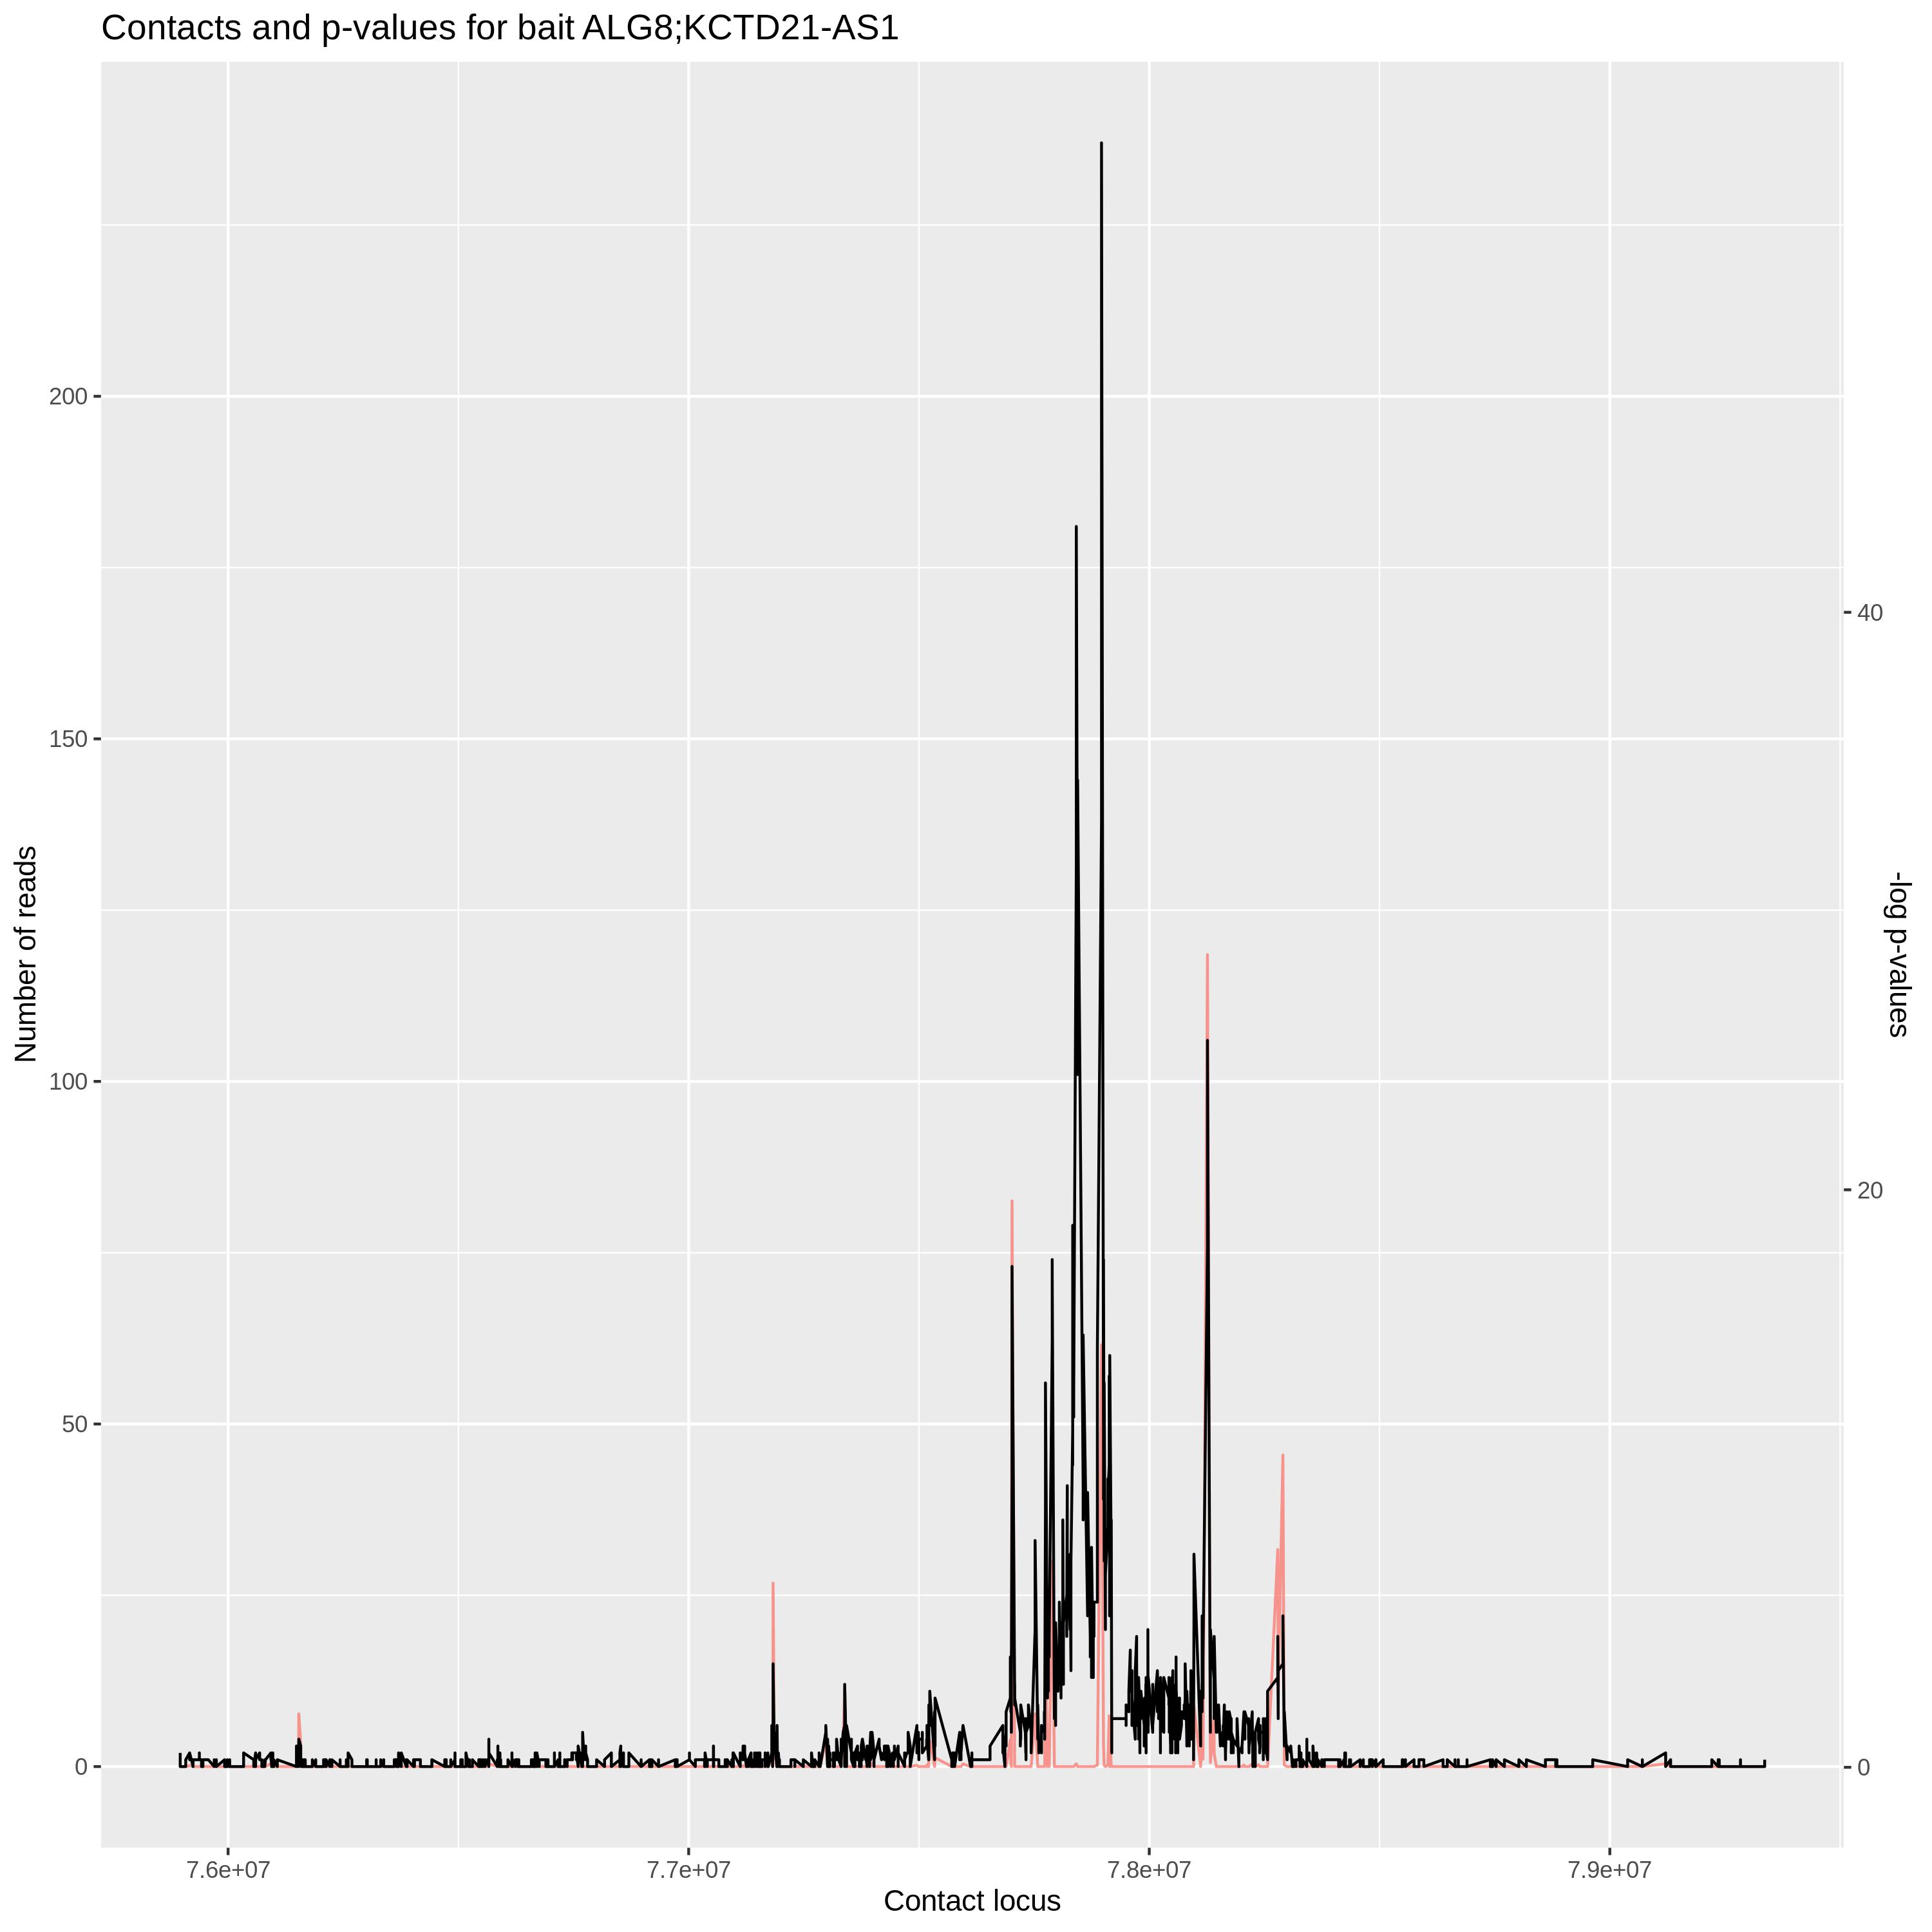 Contacts and p-values for bait ALG8;KCTD21-AS1
Number of reads
200
150
100
50
0
40
20
0
-log p-values
7.6e+07
7.7e+07
7.8e+07
7.9e+07
Contact locus